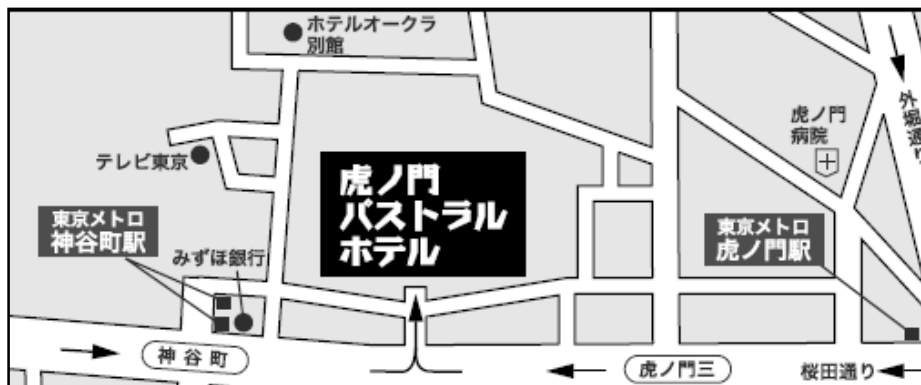 ホテルオークラ
別館
外堀通り
虎ノ門
病院
テレビ東京
虎ノ門
パストラル
ホテル
東京メトロ
神谷町駅
東京メトロ
虎ノ門駅
みずほ銀行
神谷町
虎ノ門三
桜田通り